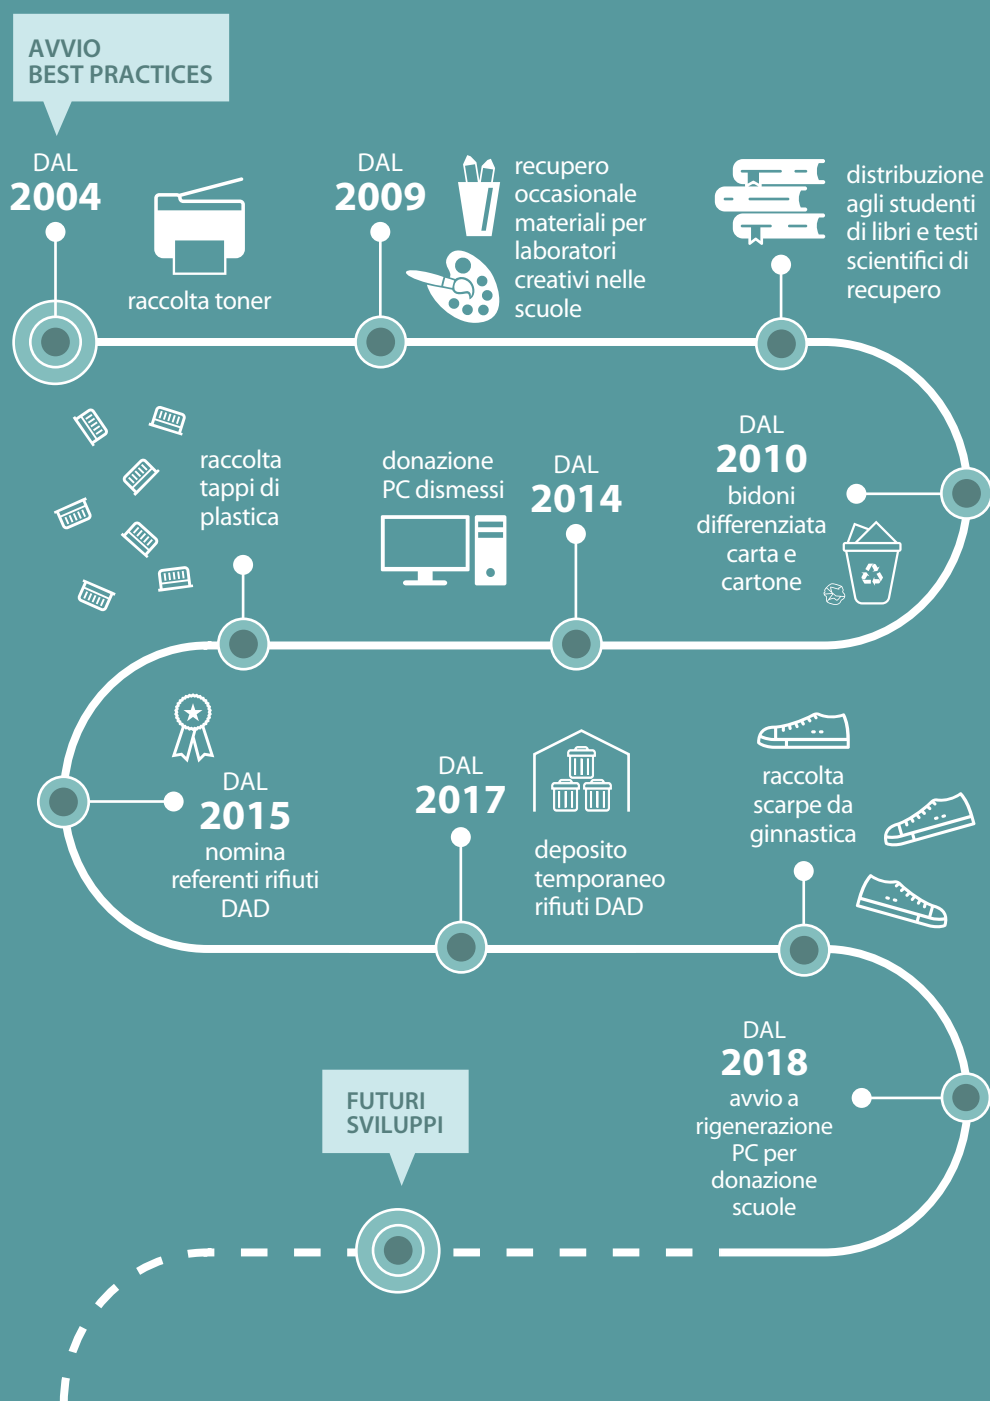 AVVIO
BEST PRACTICES
DAL
2004
raccolta toner
DAL
2009
recupero
occasionale
materiali per
laboratori
creativi nelle
scuole
distribuzione
agli studenti
di libri e testi
scientifici di
recupero
DAL
2010
bidoni
differenziata
carta e
cartone
DAL
2014
donazione
PC dismessi
raccolta
tappi di
plastica
DAL
2015
nomina
referenti rifiuti
DAD
DAL
2017
deposito
temporaneo
rifiuti DAD
raccolta
scarpe da
ginnastica
DAL
2018
avvio a
rigenerazione
PC per
donazione
scuole
FUTURI
SVILUPPI